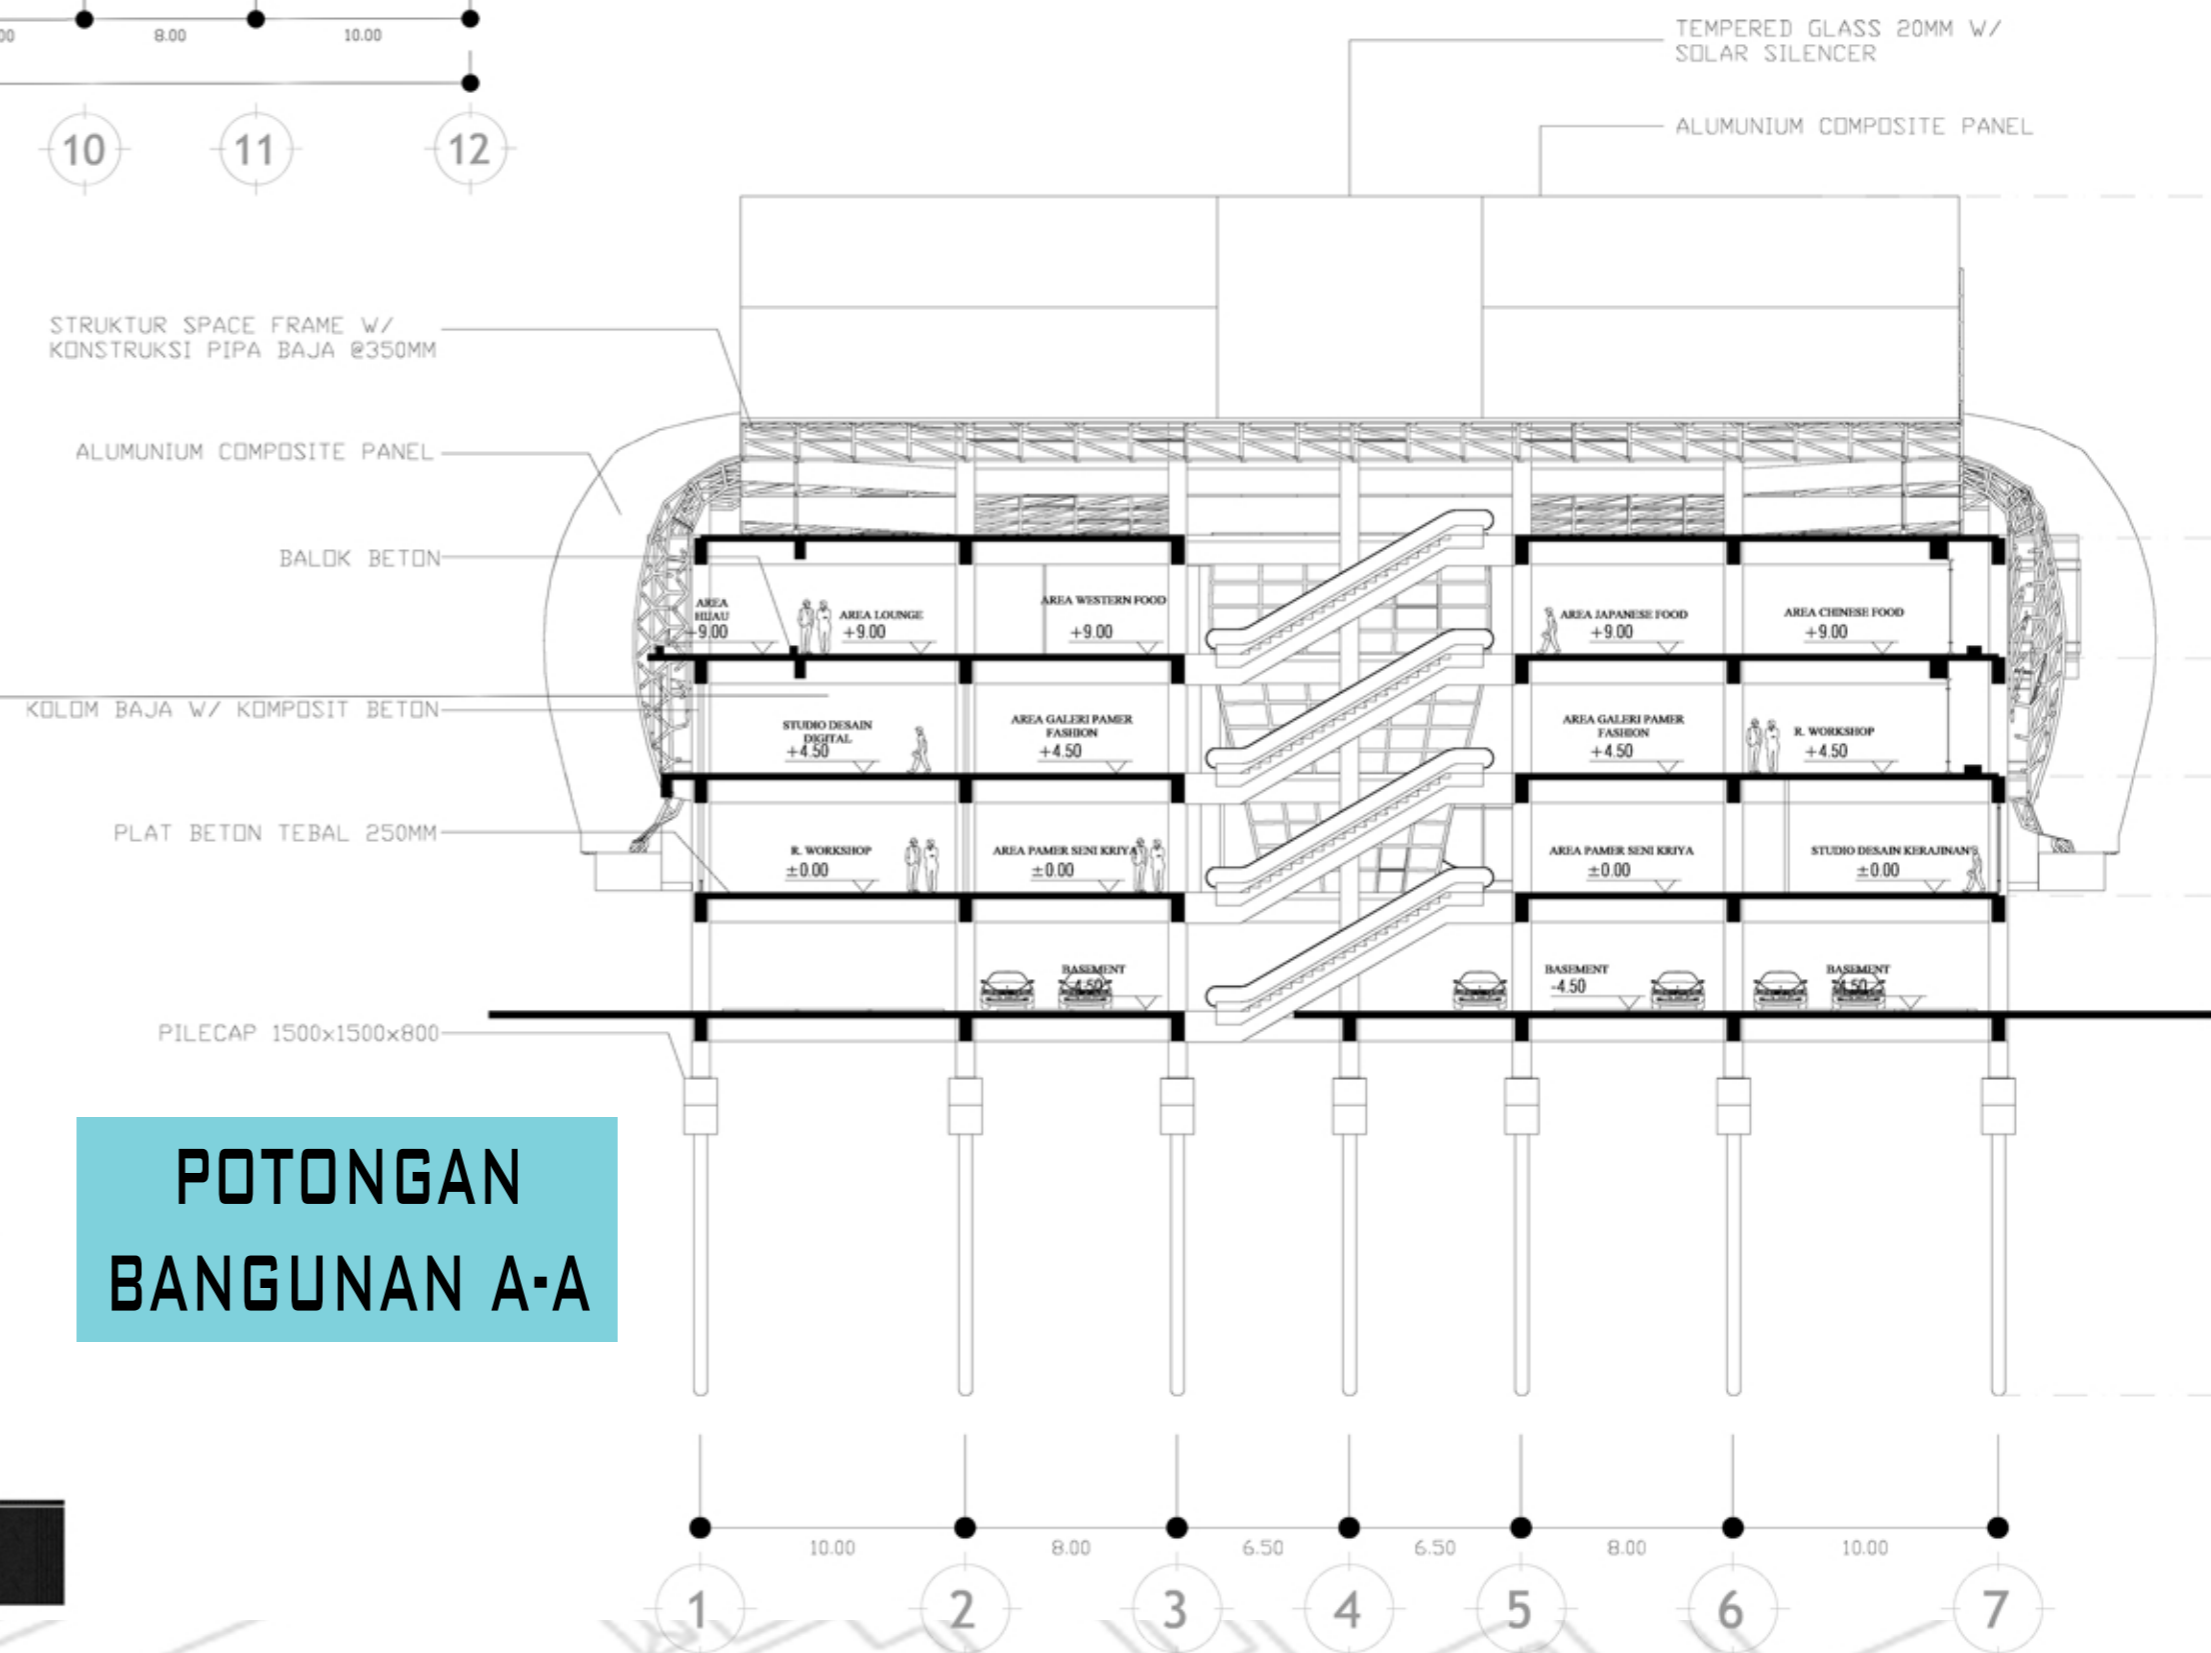 8.00
10.00
10
11
12
TEMPERED GLASS 20MM W/
SOLAR SILENCER
ALUMUNIUM COMPOSITE PANEL
STRUKTUR SPACE FRAME W/
KONSTRUKSI PIPA BAJA @350MM
ALUMUNIUM COMPOSITE PANEL
BALOK BETON
KOLOM BAJA W/ KOMPOSIT BETON
PLAT BETON TEBAL 250MM
PILECAP 1500x1500x800
AREA
HIJAU
+9.00
AREA LOUNGE
+9.00
AREA WESTERN FOOD
+9.00
AREA JAPANESE FOOD
+9.00
AREA CHINESE FOOD
+9.00
STUDIO DESAIN
DIGITAL
+4.50
AREA GALERI PAMER
FASHION
+4.50
AREA GALERI PAMER
FASHION
+4.50
R. WORKSHOP
+4.50
R. WORKSHOP
±0.00
AREA PAMER SENI KRIYA
±0.00
AREA PAMER SENI KRIYA
±0.00
STUDIO DESAIN KERAJINAN
±0.00
BASEMENT
-4.50
BASEMENT
-4.50
BASEMENT
-4.50
POTONGAN
BANGUNAN A-A
10.00
8.00
6.50
6.50
8.00
10.00
1
2
3
4
5
6
7